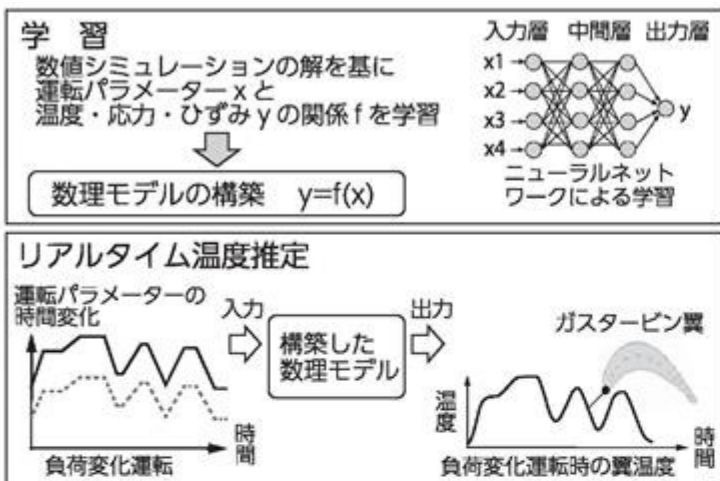 学 習
数値シミュレーションの解を基に
運転パラメーターxと
温度・応力・ひずみyの関係fを学習
数理モデルの構築 y=f(x)
入力層 中間層 出力層
x1
x2
x3
x4
y
ニューラルネット
ワークによる学習
リアルタイム温度推定
運転パラメーターの
時間変化
時間
負荷変化運転
入力
構築した
数理モデル
出力
ガスタービン翼
温度
時間
負荷変化運転時の翼温度